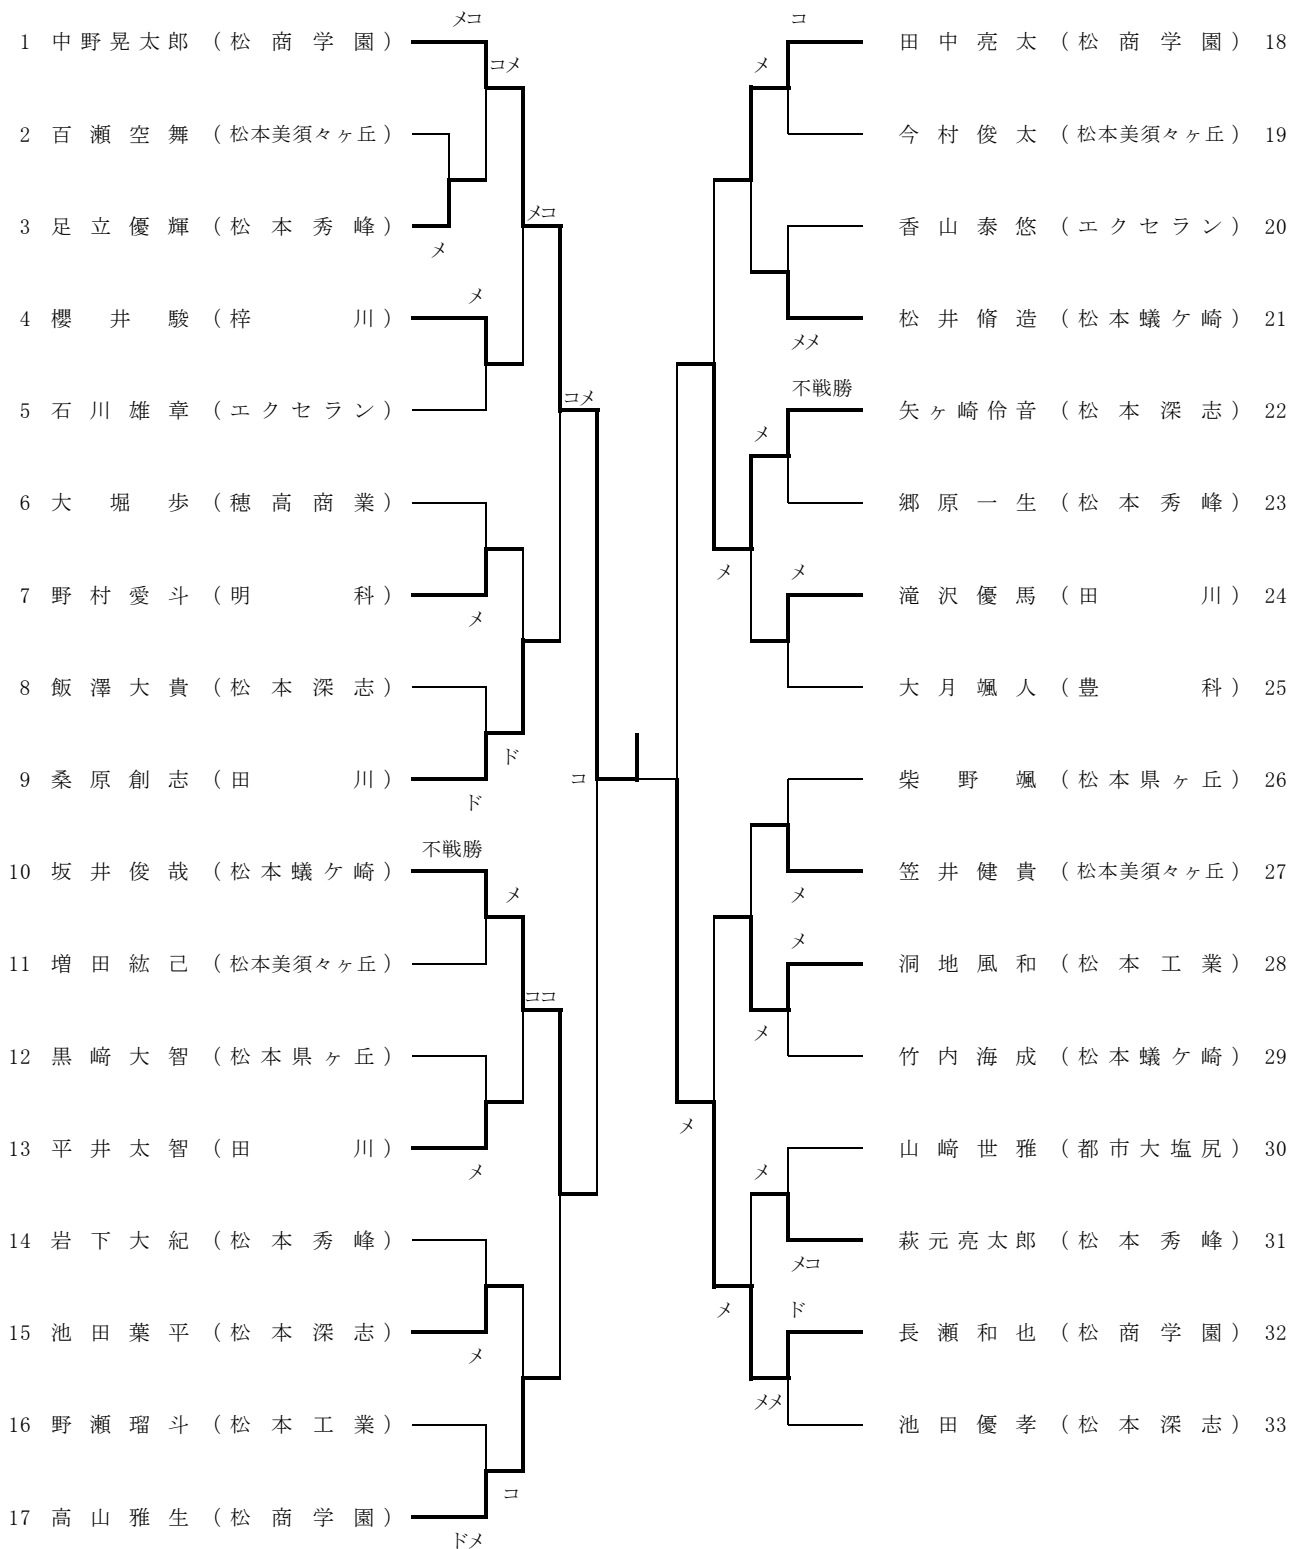 メコ
1 中野晃太郎 (松商学園)
コメ
2 百瀬空舞 (松本美須々ヶ丘)
メコ
3 足立優輝 (松本秀峰)
メ
メ
4 櫻井駿 (梓川)
コメ
5 石川雄章 (エクセラン)
6 大堀歩 (穂高商業)
7 野村愛斗 (明科)
メ
8 飯澤大貴 (松本深志)
ド
9 桑原創志 (田川)
コ
ド
不戦勝
10 坂井俊哉 (松本蟻ケ崎)
メ
11 増田紘己 (松本美須々ヶ丘)
ココ
12 黒﨑大智 (松本県ヶ丘)
13 平井太智 (田川)
メ
14 岩下大紀 (松本秀峰)
15 池田葉平 (松本深志)
メ
16 野瀬瑠斗 (松本工業)
コ
17 高山雅生 (松商学園)
ドメ
コ
田中亮太 (松商学園) 18
メ
今村俊太 (松本美須々ヶ丘) 19
香山泰悠 (エクセラン) 20
松井脩造 (松本蟻ケ崎) 21
メメ
不戦勝
矢ヶ崎伶音 (松本深志) 22
メ
郷原一生 (松本秀峰) 23
メ
メ
滝沢優馬 (田川) 24
大月颯人 (豊科) 25
柴野颯 (松本県ヶ丘) 26
笠井健貴 (松本美須々ヶ丘) 27
メ
メ
洞地風和 (松本工業) 28
メ
竹内海成 (松本蟻ケ崎) 29
メ
山﨑世雅 (都市大塩尻) 30
メ
萩元亮太郎 (松本秀峰) 31
メコ
メ
ド
長瀬和也 (松商学園) 32
メメ
池田優孝 (松本深志) 33